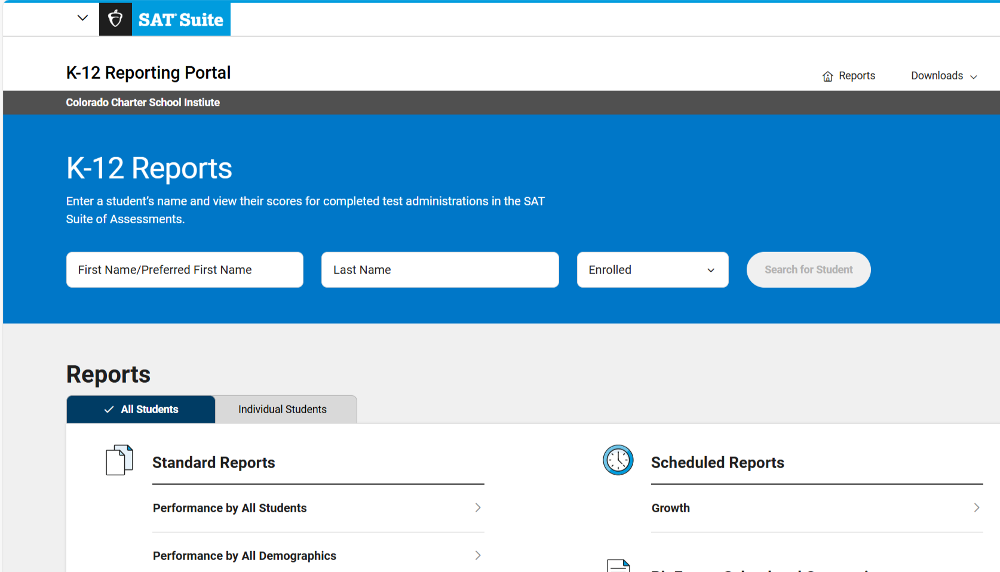 SAT Suite
K-12 Reporting Portal
Reports
Downloads
Colorado Charter School Instiute
K-12 Reports
Enter a student’s name and view their scores for completed test administrations in the SAT
Suite of Assessments.
First Name/Preferred First Name
Last Name
Enrolled
Search for Student
Reports
All Students
Individual Students
Standard Reports
Performance by All Students
Performance by All Demographics
Scheduled Reports
Growth